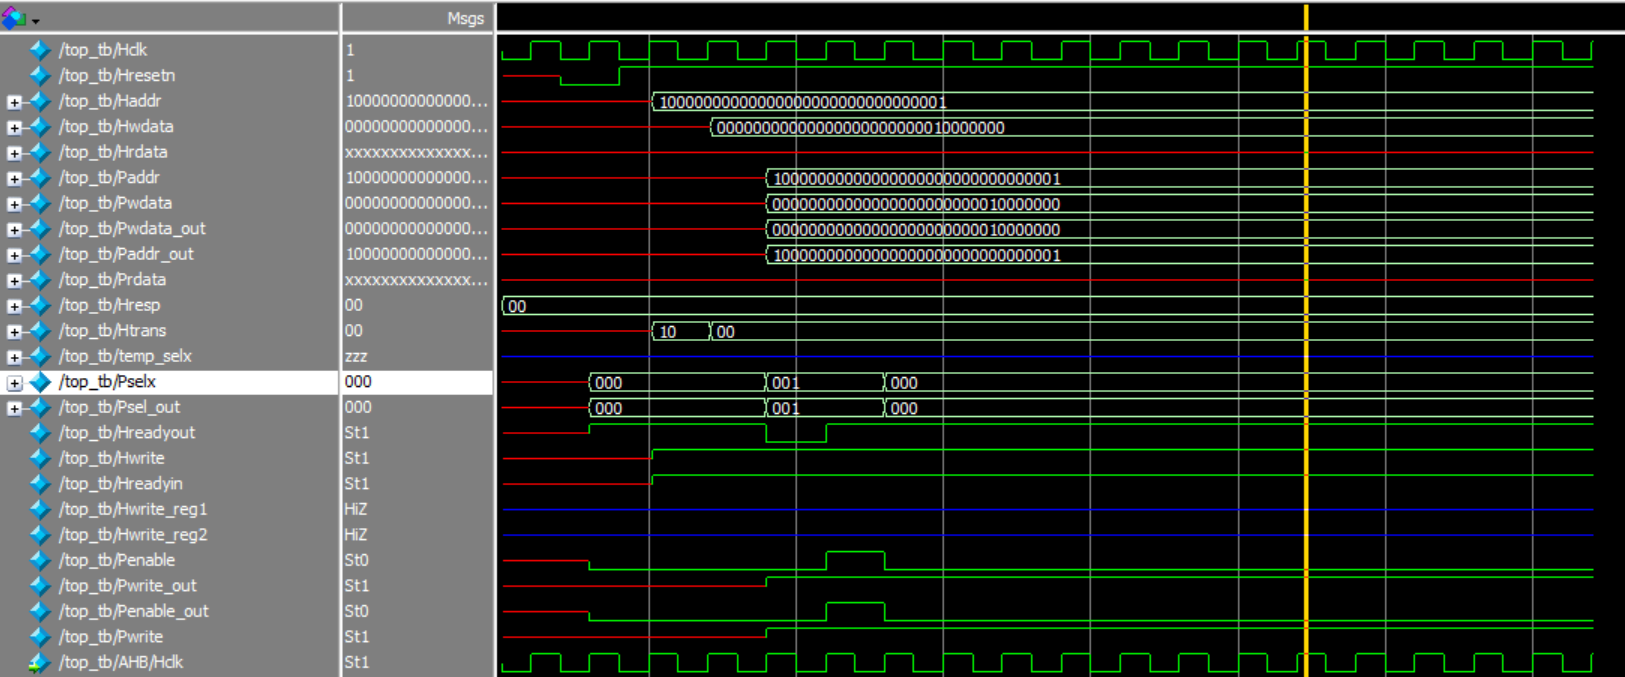 Msgs
/top_tb/Hclk 1
/top_tb/Hresetn 1
/top_tb/Haddr 10000000000000... 10000000000000000000000000000001
/top_tb/Hwdata 00000000000000... 00000000000000000000000010000000
/top_tb/Hrdata xxxxxxxxxxxxxx...
/top_tb/Paddr 10000000000000... 10000000000000000000000000000001
/top_tb/Pwdata 00000000000000... 00000000000000000000000010000000
/top_tb/Pwdata_out 00000000000000... 00000000000000000000000010000000
/top_tb/Paddr_out 10000000000000... 10000000000000000000000000000001
/top_tb/Prdata xxxxxxxxxxxxxx...
/top_tb/Hresp 00 00
/top_tb/Htrans 00 10 00
/top_tb/temp_selx zzz
/top_tb/Pselx 000 000 001 000
/top_tb/Psel_out 000 000 001 000
/top_tb/Hreadyout St1
/top_tb/Hwrite St1
/top_tb/Hreadyin St1
/top_tb/Hwrite_reg1 HiZ
/top_tb/Hwrite_reg2 HiZ
/top_tb/Penable St0
/top_tb/Pwrite_out St1
/top_tb/Penable_out St0
/top_tb/Pwrite St1
/top_tb/AHB/Hclk St1